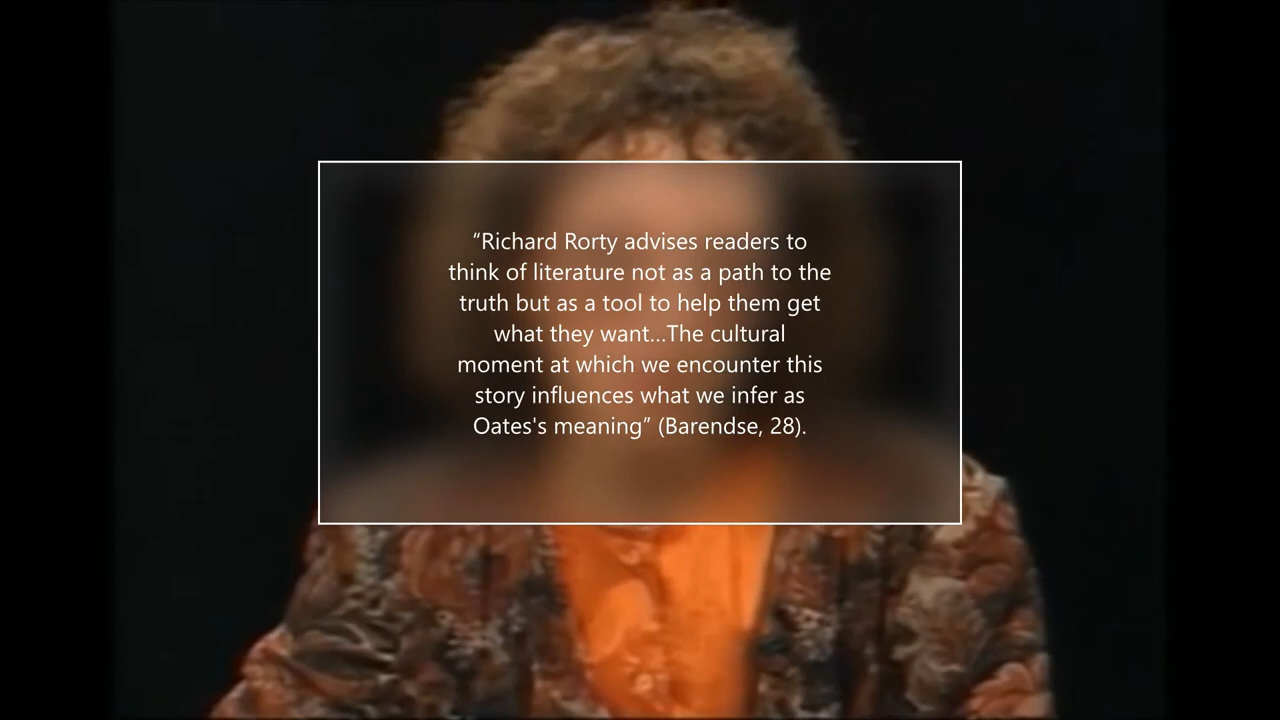 “Richard Rorty advises readers to
think of literature not as a path to the
truth but as a tool to help them get
what they want...The cultural
moment at which we encounter this
story influences what we infer as
Oates's meaning” (Barendse, 28).